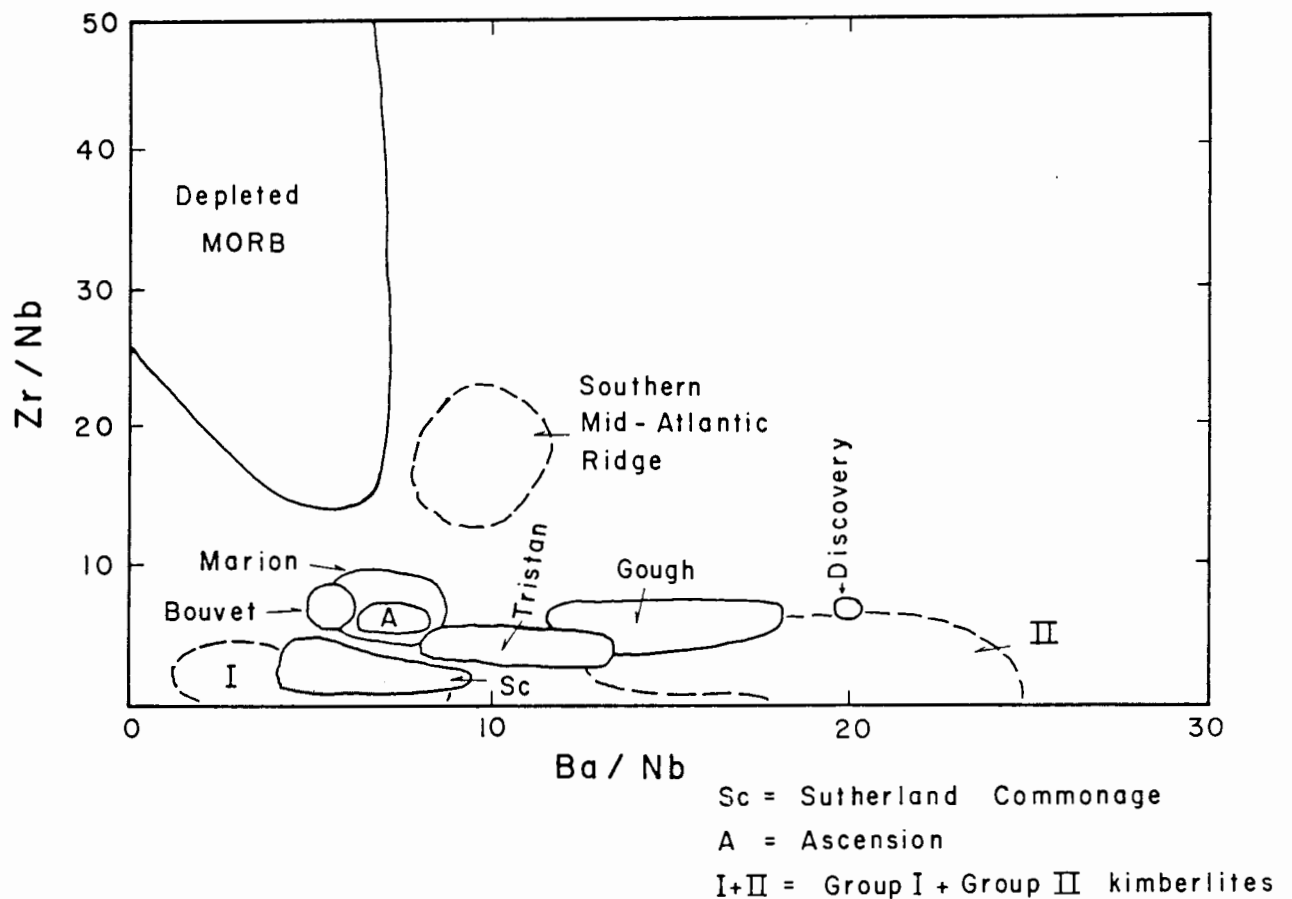 50
40
30
20
10
Zr/Nb
Depleted
MORB
Southern
Mid-Atlantic
Ridge
Marion
Bouvet
A
Tristan
Gough
Discovery
I
Sc
II
0
10
20
30
Ba/Nb
Sc = Sutherland Commonage
A = Ascension
I+II = Group I + Group II kimberlites